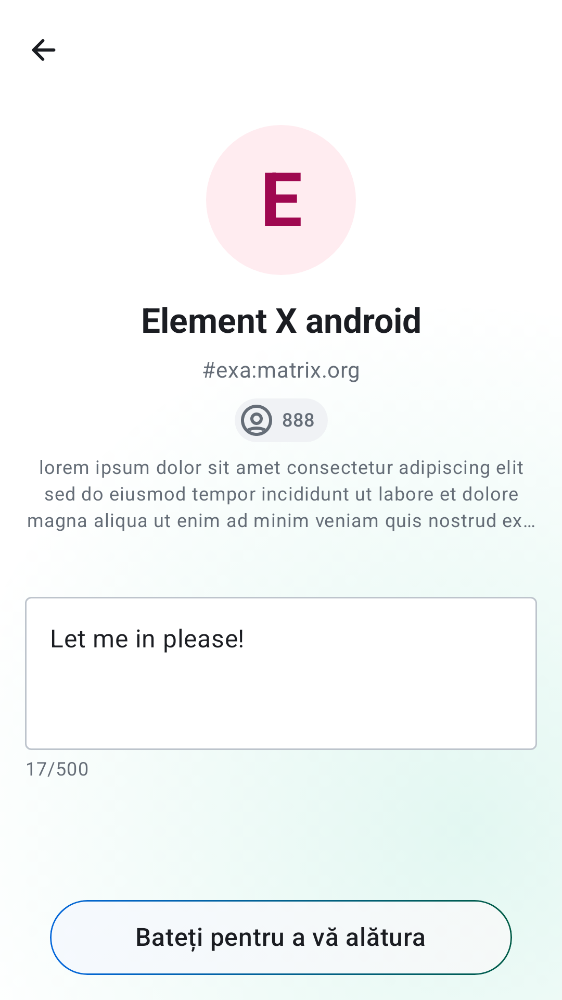 E
Element X android
#exa:matrix.org
888
lorem ipsum dolor sit amet consectetur adipiscing elit
sed do eiusmod tempor incididunt ut labore et dolore
magna aliqua ut enim ad minim veniam quis nostrud ex…
Let me in please!
17/500
Bateți pentru a vă alătura